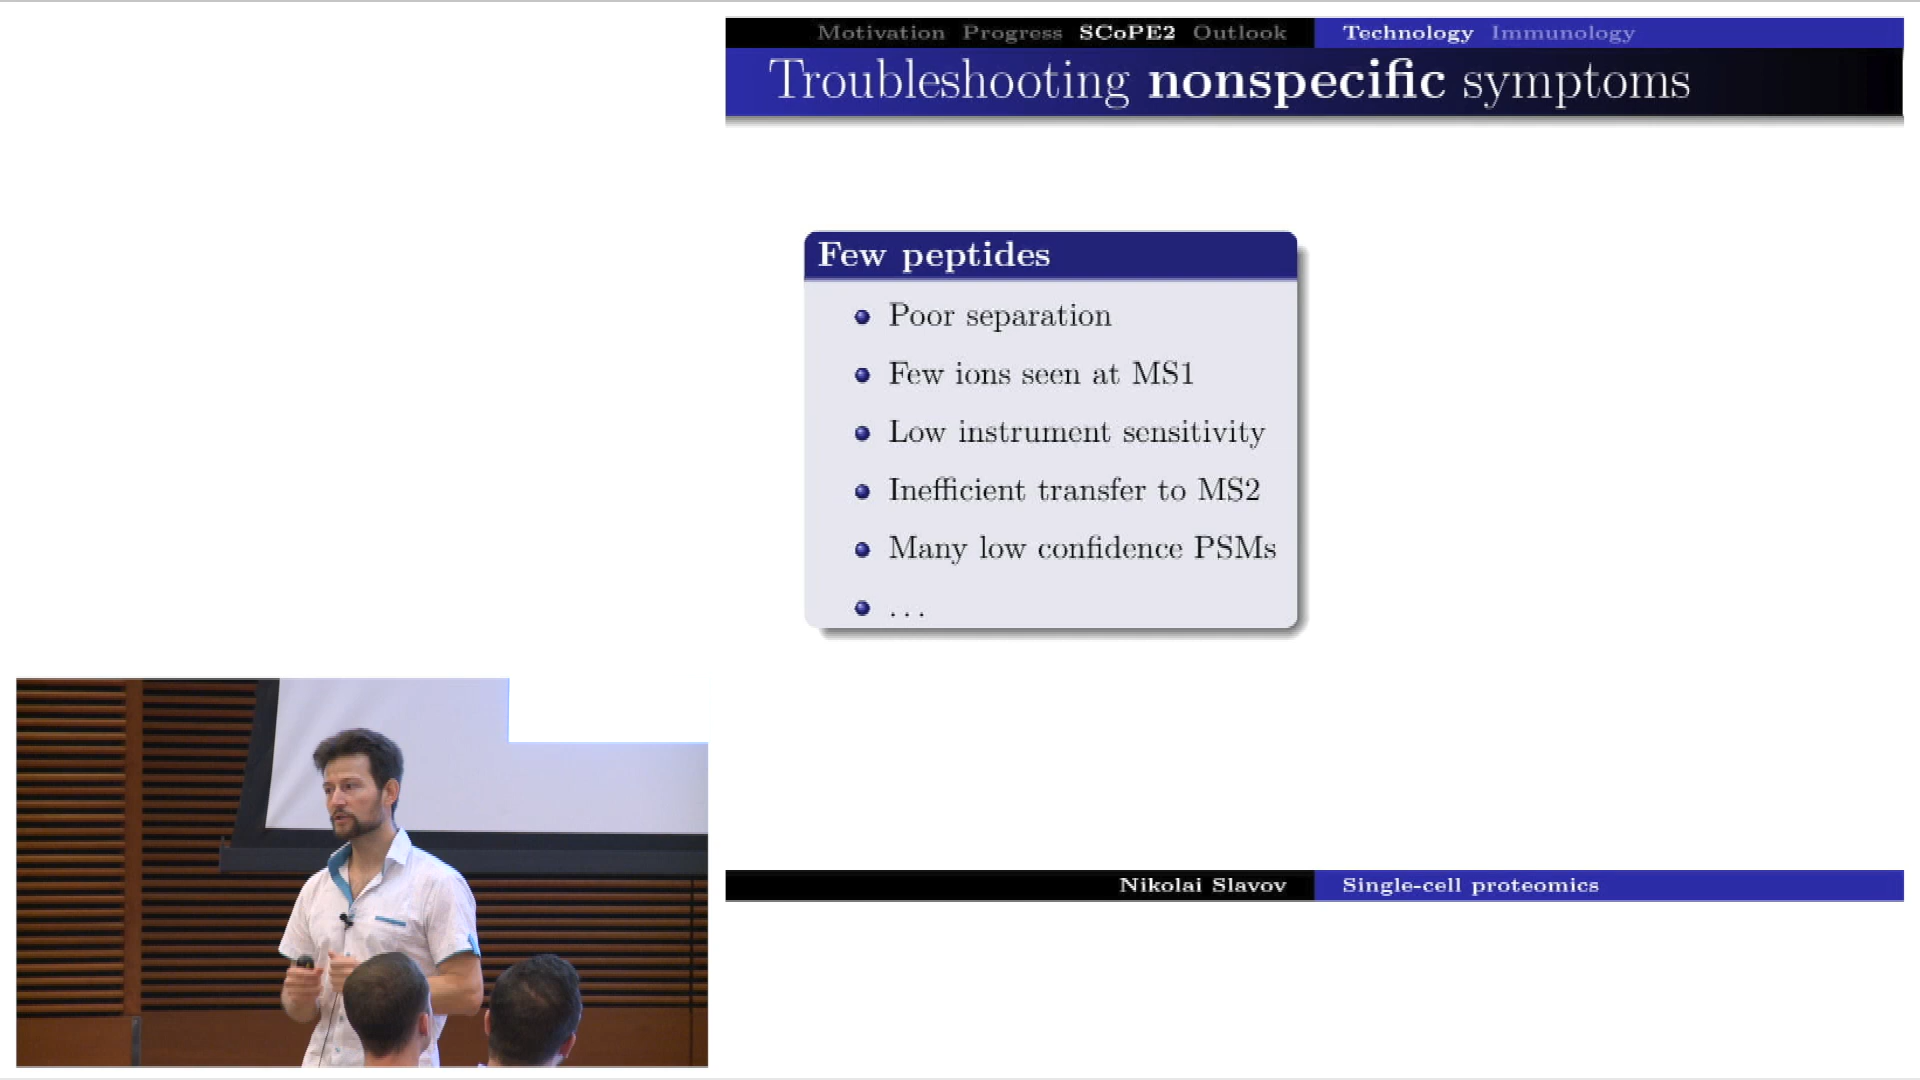 Motivation Progress SCoPE2 Outlook Technology Immunology
Troubleshooting nonspecific symptoms
Few peptides
Poor separation
Few ions seen at MS1
Low instrument sensitivity
Inefficient transfer to MS2
Many low confidence PSMs
...
Nikolai Slavov Single-cell proteomics